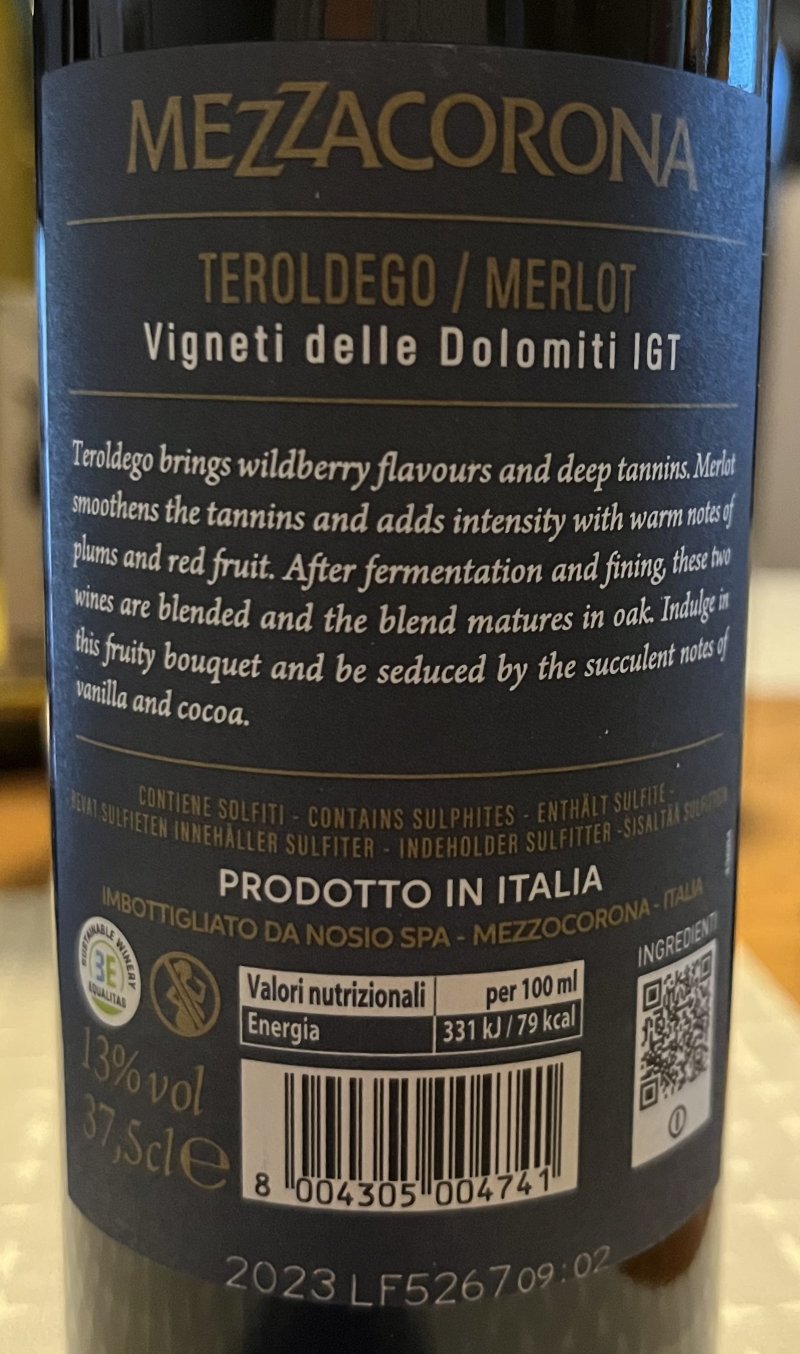 MEZZACORONA
TEROLDEGO / MERLOT
Vigneti delle Dolomiti IGT
Teroldego brings wildberry flavours and deep tannins. Merlot
smoothens the tannins and adds intensity with warm notes of
plums and red fruit. After fermentation and fining, these two
wines are blended and the blend matures in oak. Indulge in
this fruity bouquet and be seduced by the succulent notes of
vanilla and cocoa.
CONTIENE SOLFITI - CONTAINS SULPHITES - ENTHÄLT SULFITE -
BEVAT SULFIETEN INNEHÅLLER SULFITER - INDEHOLDER SULFITTER -SISÄLTÄÄ
PRODOTTO IN ITALIA
IMBOTTIGLIATO DA NOSIO SPA - MEZZOCORONA - ITALIA
SUSTAINABLE WINERY
3E
EQUALITAS
INGREDIENTI
Valori nutrizionali per 100 ml
Energia 331 kJ / 79 kcal
13% vol
37,5cl e
8 004305 004741
2023 LF5267 09:02